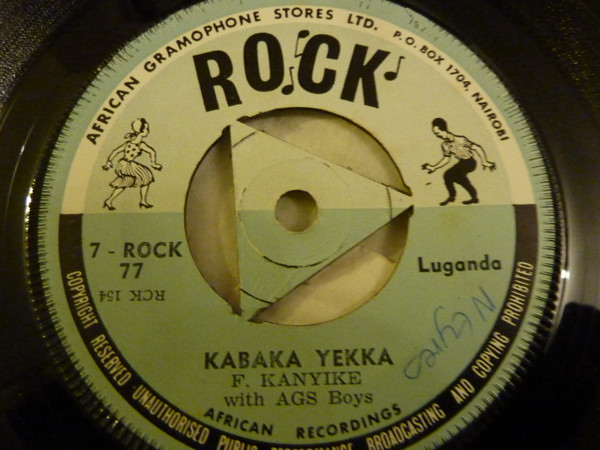 AFRICAN GRAMOPHONE STORES LTD. P.O. BOX 1704, NAIROBI
ROCK
7 - ROCK
77
RCK 154
Luganda
KABAKA YEKKA
F. KANYIKE
with AGS Boys
AFRICAN RECORDINGS
COPYRIGHT RESERVED UNAUTHORISED PUBLIC PERFORMANCE BROADCASTING AND COPYING PROHIBITED